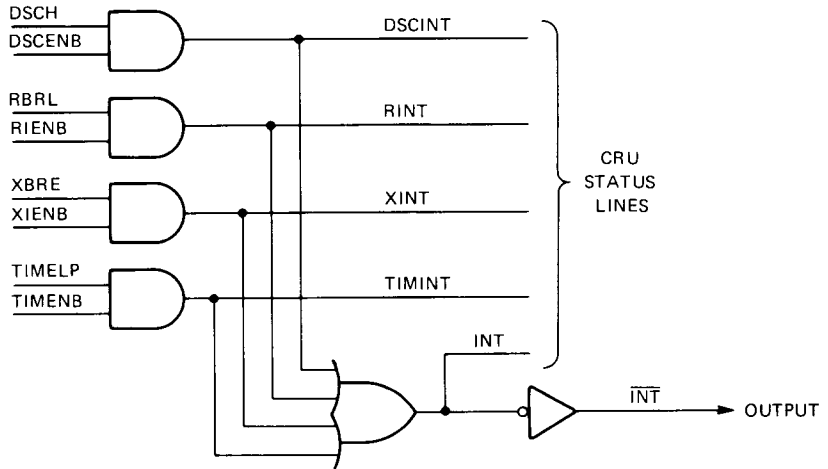 DSCH
DSCENB
DSCINT
RBRL
RIENB
RINT
XBRE
XIENB
XINT
TIMELP
TIMENB
TIMINT
INT
CRU
STATUS
LINES
INT
OUTPUT